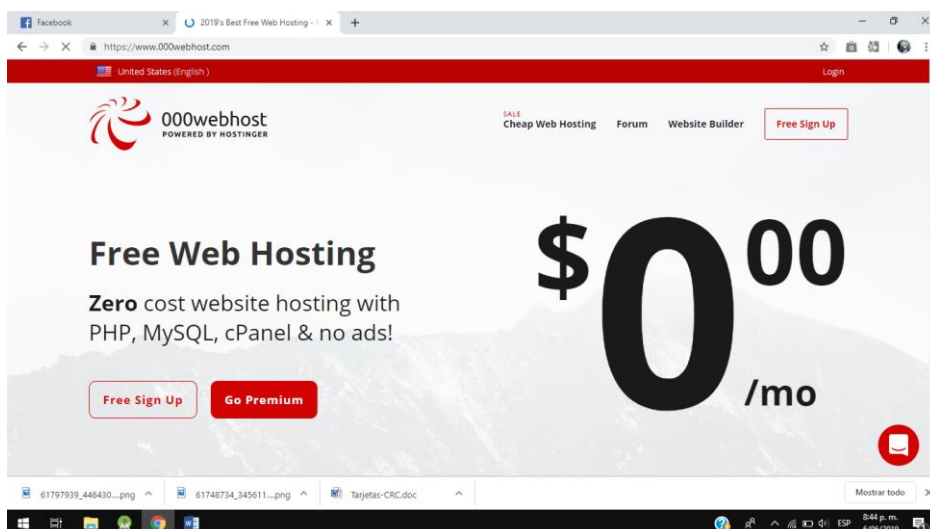 Facebook
2019's Best Free Web Hosting -
https://www.000webhost.com
United States (English )
Login
000webhost
POWERED BY HOSTINGER
SALE
Cheap Web Hosting
Forum
Website Builder
Free Sign Up
Free Web Hosting
Zero cost website hosting with
PHP, MySQL, cPanel & no ads!
$0 00
/mo
Free Sign Up
Go Premium
61797939_446430....png
61748734_345611....png
Tarjetas-CRC.doc
Mostrar todo
ESP
8:44 p. m.
6/06/2019